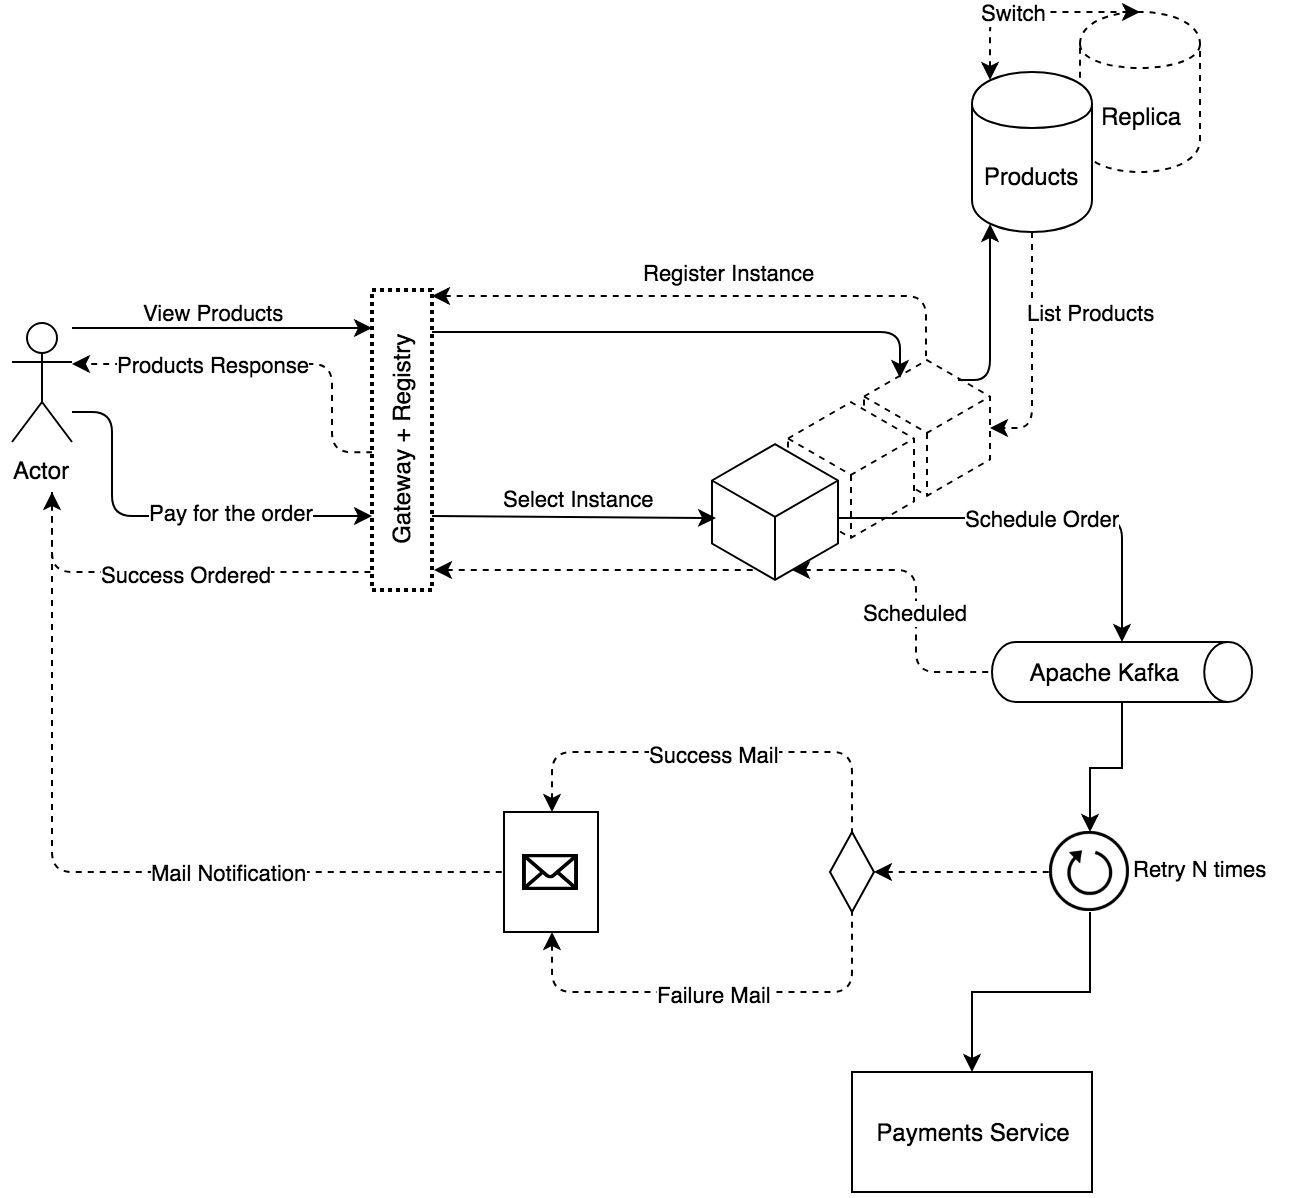 Switch
Replica
Products
Register Instance
View Products
List Products
Products Response
Gateway + Registry
Actor
Select Instance
Pay for the order
Schedule Order
Success Ordered
Scheduled
Apache Kafka
Success Mail
Retry N times
Mail Notification
Failure Mail
Payments Service